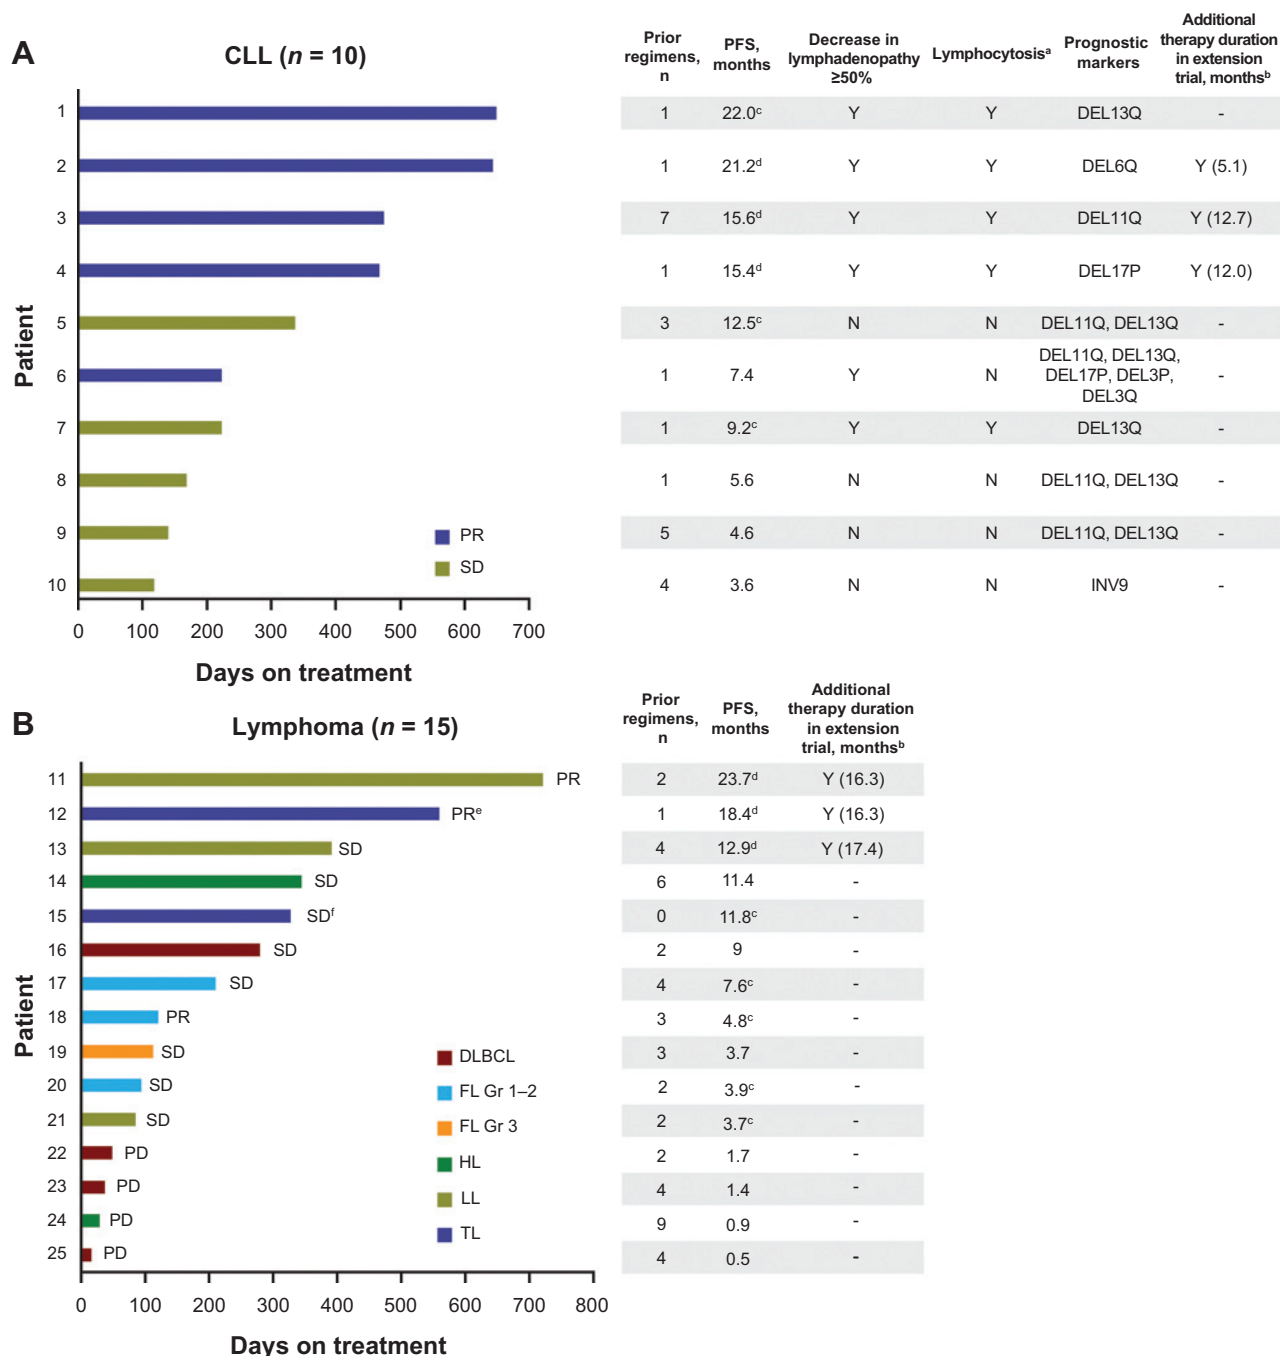 A
CLL (n = 10)
Prior regimens, n
PFS, months
Decrease in lymphadenopathy ≥50%
Lymphocytosisᵃ
Prognostic markers
Additional therapy duration in extension trial, monthsᵇ
Patient
1 1 22.0ᶜ Y Y DEL13Q -
2 1 21.2ᵈ Y Y DEL6Q Y (5.1)
3 7 15.6ᵈ Y Y DEL11Q Y (12.7)
4 1 15.4ᵈ Y Y DEL17P Y (12.0)
5 3 12.5ᶜ N N DEL11Q, DEL13Q -
6 1 7.4 Y N DEL11Q, DEL13Q, DEL17P, DEL3P, DEL3Q -
7 1 9.2ᶜ Y Y DEL13Q -
8 1 5.6 N N DEL11Q, DEL13Q -
9 5 4.6 N N DEL11Q, DEL13Q -
10 4 3.6 N N INV9 -
PR
SD
0 100 200 300 400 500 600 700
Days on treatment
B
Lymphoma (n = 15)
Prior regimens, n
PFS, months
Additional therapy duration in extension trial, monthsᵇ
Patient
11 PR 2 23.7ᵈ Y (16.3)
12 PRᵉ 1 18.4ᵈ Y (16.3)
13 SD 4 12.9ᵈ Y (17.4)
14 SD 6 11.4 -
15 SDᶠ 0 11.8ᶜ -
16 SD 2 9 -
17 SD 4 7.6ᶜ -
18 PR 3 4.8ᶜ -
19 SD 3 3.7 -
20 SD 2 3.9ᶜ -
21 SD 2 3.7ᶜ -
22 PD 2 1.7 -
23 PD 4 1.4 -
24 PD 9 0.9 -
25 PD 4 0.5 -
DLBCL
FL Gr 1–2
FL Gr 3
HL
LL
TL
0 100 200 300 400 500 600 700 800
Days on treatment